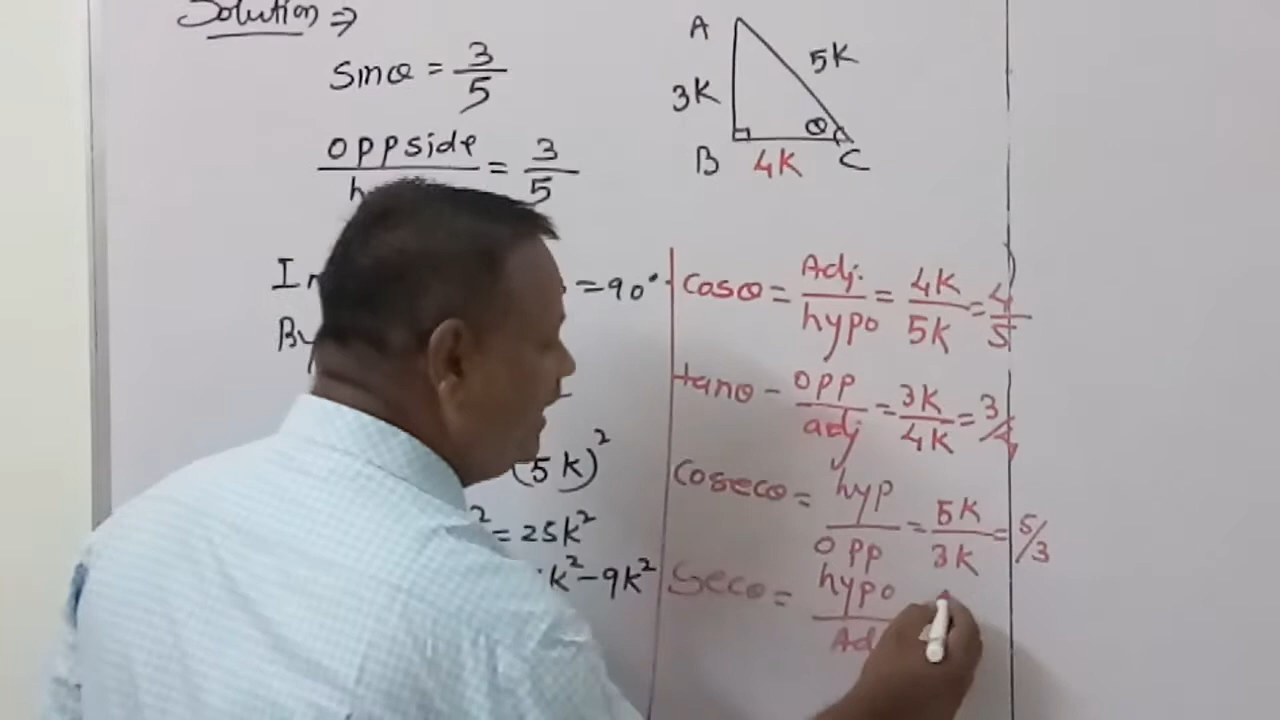 Solution ⇒
sinθ = 3/5
opp side/h = 3/5
In = 90°
By
(5k)²
² = 25k²
k² - 9k²
A
5K
3K
θ
B 4K C
Cosθ = Adj./hypo = 4K/5K = 4/5
tanθ - opp/adj = 3K/4K = 3/4
Cosecθ = hyp/opp = 5K/3K = 5/3
Secθ = hypo/Ad